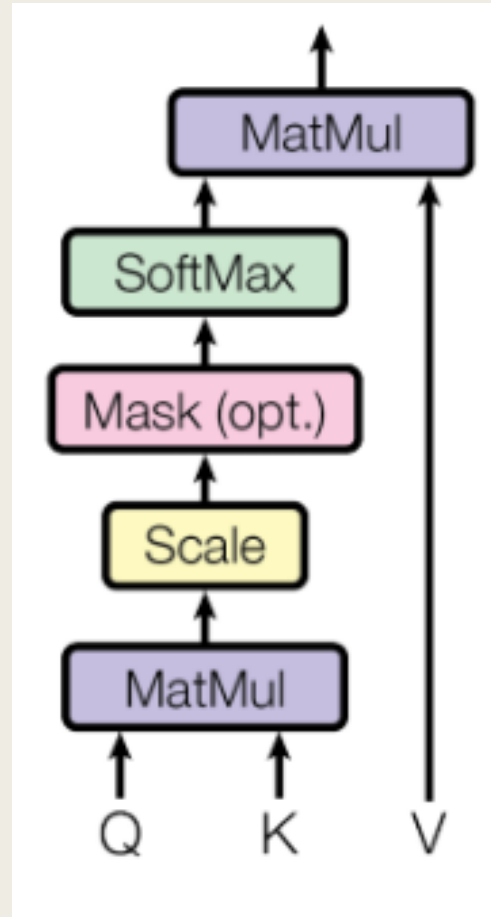 MatMul
SoftMax
Mask (opt.)
Scale
MatMul
Q K V